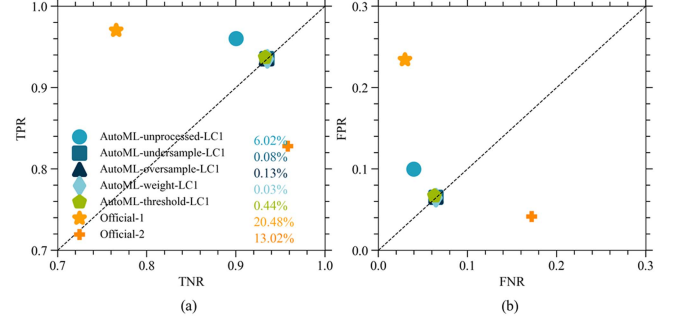 1.0
0.9
0.8
0.7
TPR
AutoML-unprocessed-LC1 6.02%
AutoML-undersample-LC1 0.08%
AutoML-oversample-LC1 0.13%
AutoML-weight-LC1 0.03%
AutoML-threshold-LC1 0.44%
Official-1 20.48%
Official-2 13.02%
0.7 0.8 0.9 1.0
TNR
(a)
0.3
0.2
0.1
0.0
FPR
0.0 0.1 0.2 0.3
FNR
(b)